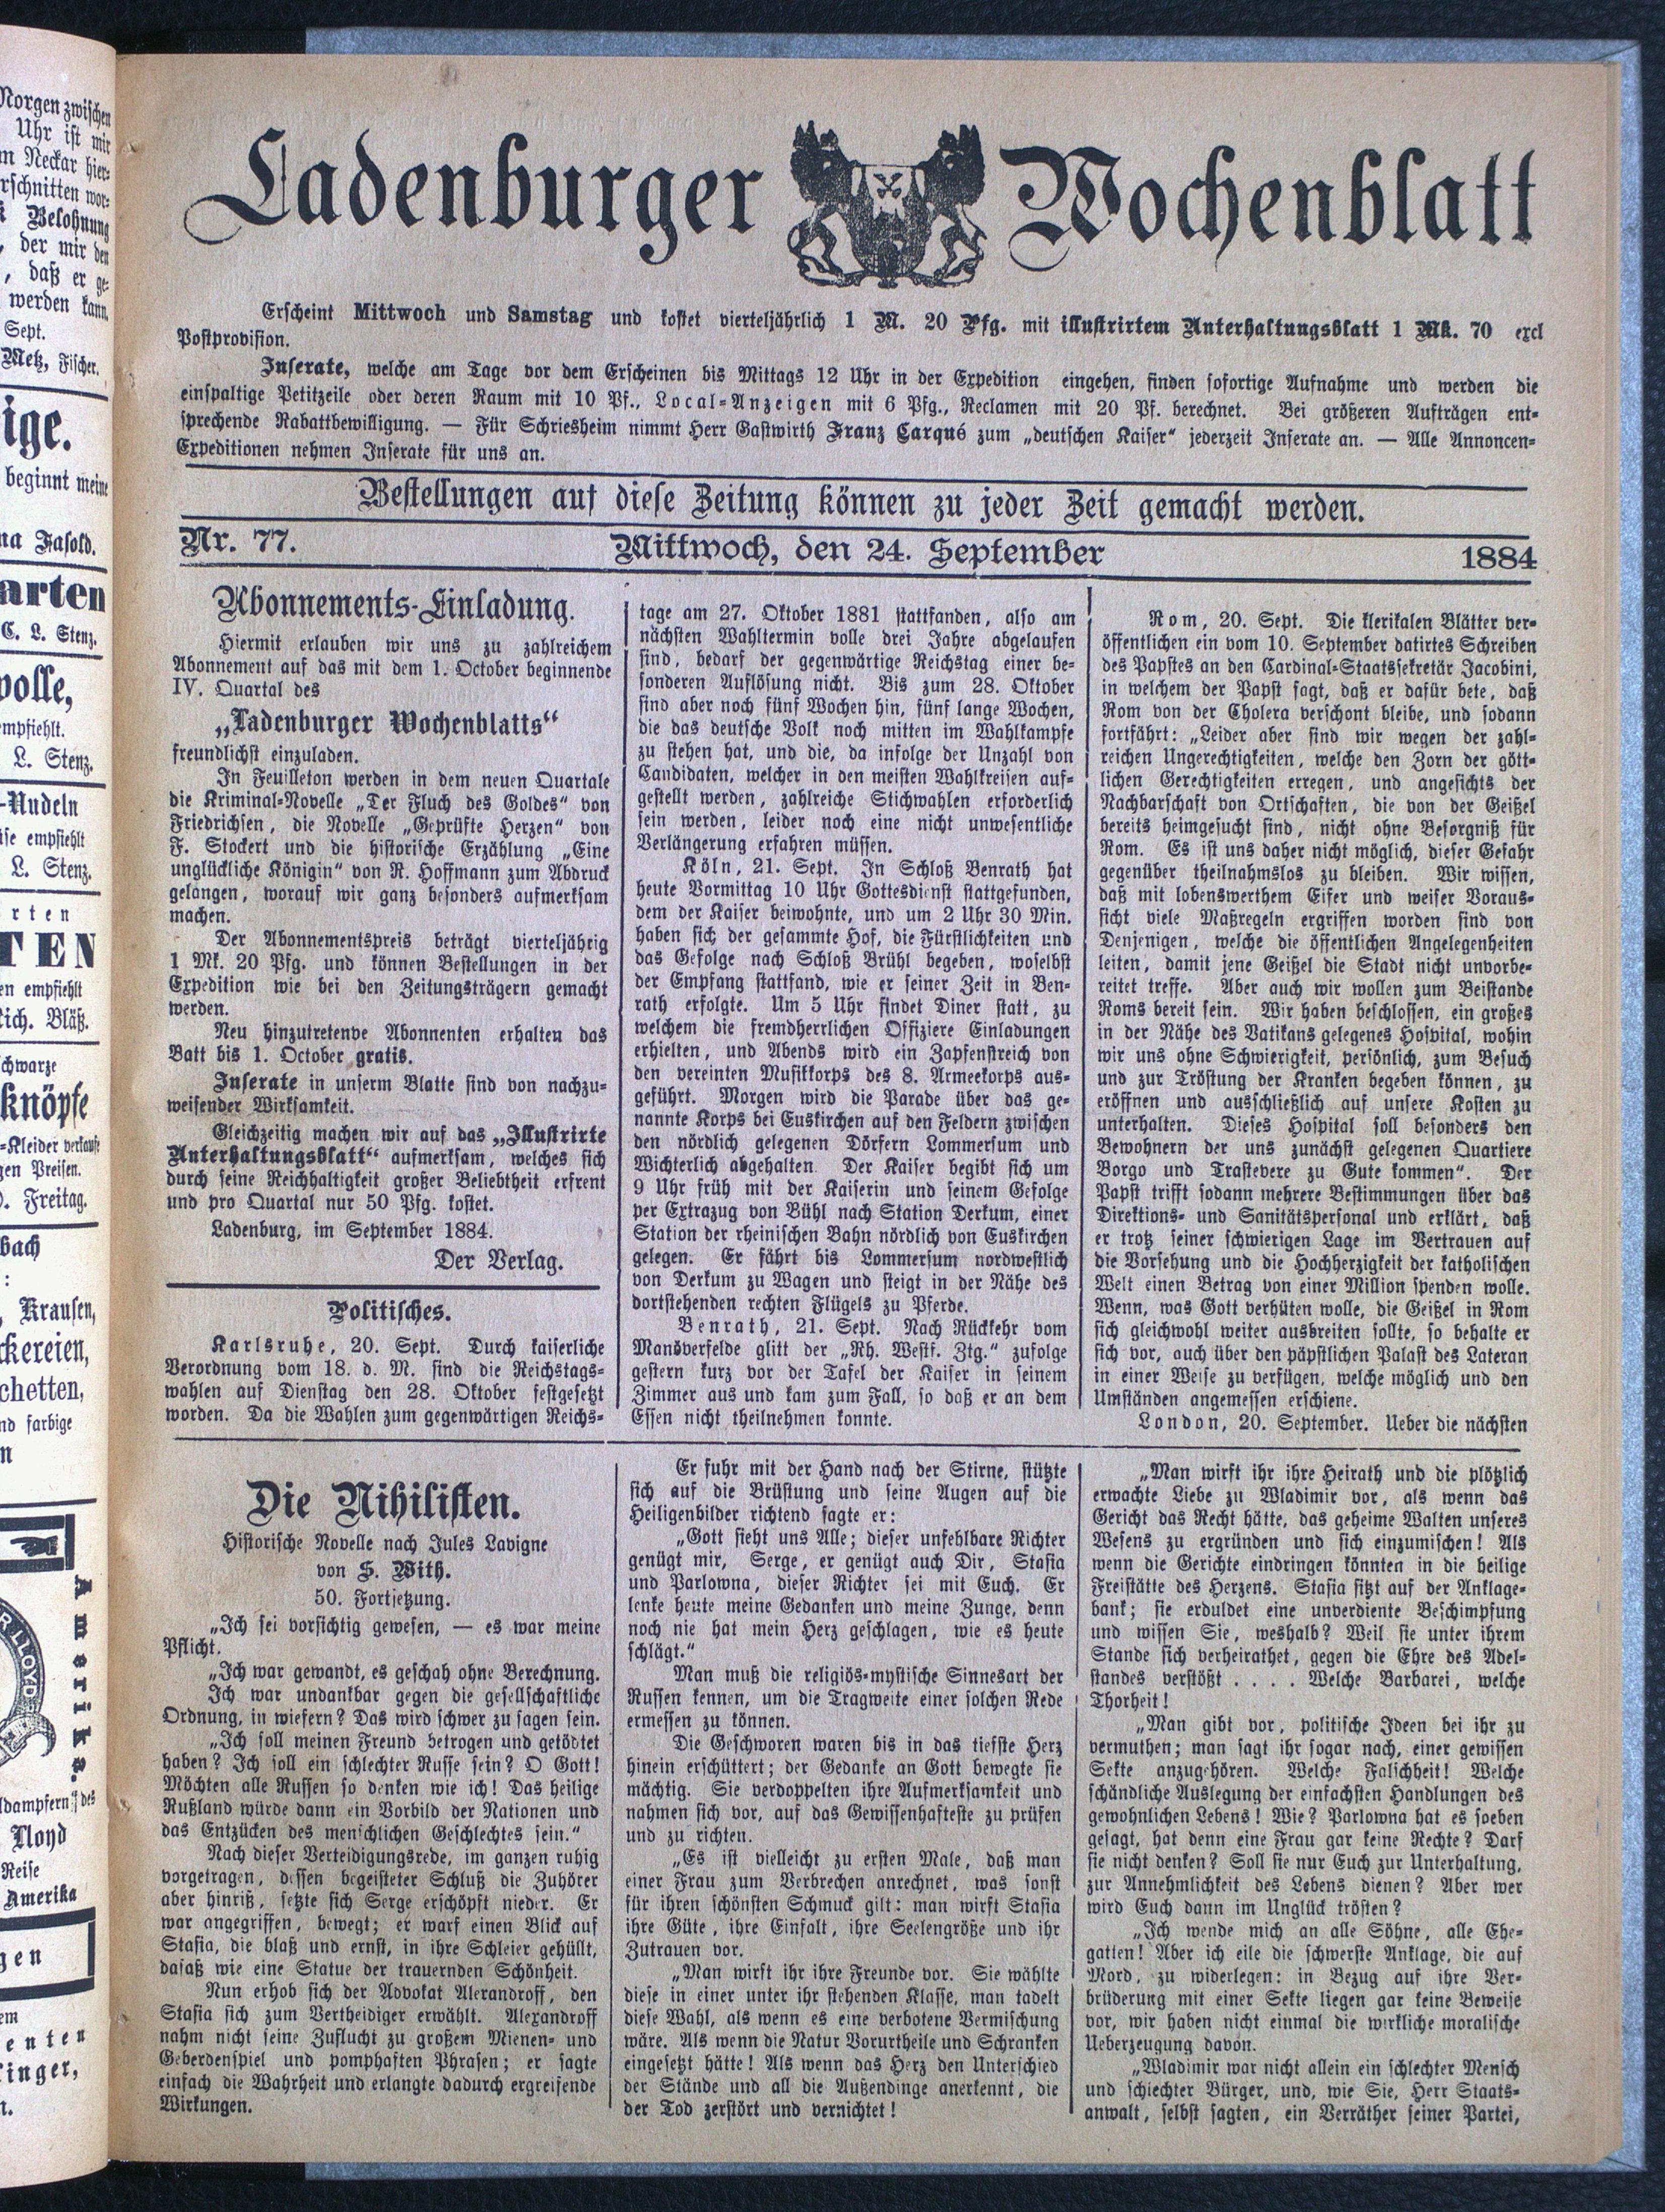 Norgen zwischen
Uhr ist mir
m Neckar hier-
rschnitten wor-
Belohnung
, der mir den
, daß er ge-
werden kann.
Sept.
Metz, Fischer.
ige.
beginnt meine
na Fasold.
arten
C. L. Stenz.
wolle,
empfiehlt.
L. Stenz.
-Nudeln
empfiehlt
L. Stenz.
rten
TEN
en empfiehlt
ich. Bläß.
schwarze
knöpfe
-Kleider verkauft
gen Preisen.
D. Freitag.
bach
:
, Krausen,
ckereien,
chetten,
nd farbige
n
R LLOYD
Amerika.
ldampfern des
Lloyd
Reise
Amerika
gen
em
enten
inger,
n.
Ladenburger Wochenblatt
Erscheint Mittwoch und Samstag und kostet vierteljährlich 1 M. 20 Pfg. mit illustrirtem Unterhaltungsblatt 1 Mk. 70 excl
Postprovision.
Inserate, welche am Tage vor dem Erscheinen bis Mittags 12 Uhr in der Expedition eingehen, finden sofortige Aufnahme und werden die
einspaltige Petitzeile oder deren Raum mit 10 Pf., Local-Anzeigen mit 6 Pfg., Reclamen mit 20 Pf. berechnet. Bei größeren Aufträgen ent-
sprechende Rabattbewilligung. — Für Schriesheim nimmt Herr Gastwirth Franz Carqué zum „deutschen Kaiser“ jederzeit Inserate an. — Alle Annoncen-
Expeditionen nehmen Inserate für uns an.
Bestellungen auf diese Zeitung können zu jeder Zeit gemacht werden.
Nr. 77. Mittwoch, den 24. September 1884
Abonnements-Einladung.
Hiermit erlauben wir uns zu zahlreichem
Abonnement auf das mit dem 1. October beginnende
IV. Quartal des
„Ladenburger Wochenblatts“
freundlichst einzuladen.
In Feuilleton werden in dem neuen Quartale
die Kriminal-Novelle „Der Fluch des Goldes“ von
Friedrichsen, die Novelle „Geprüfte Herzen“ von
F. Stockert und die historische Erzählung „Eine
unglückliche Königin“ von R. Hoffmann zum Abdruck
gelangen, worauf wir ganz besonders aufmerksam
machen.
Der Abonnementspreis beträgt vierteljährig
1 Mk. 20 Pfg. und können Bestellungen in der
Expedition wie bei den Zeitungsträgern gemacht
werden.
Neu hinzutretende Abonnenten erhalten das
Batt bis 1. October gratis.
Inserate in unserm Blatte sind von nachzu-
weisender Wirksamkeit.
Gleichzeitig machen wir auf das „Illustrirte
Unterhaltungsblatt“ aufmerksam, welches sich
durch seine Reichhaltigkeit großer Beliebtheit erfrent
und pro Quartal nur 50 Pfg. kostet.
Ladenburg, im September 1884.
Der Verlag.
Politisches.
Karlsruhe, 20. Sept. Durch kaiserliche
Verordnung vom 18. d. M. sind die Reichstags-
wahlen auf Dienstag den 28. Oktober festgesetzt
worden. Da die Wahlen zum gegenwärtigen Reichs-
tage am 27. Oktober 1881 stattfanden, also am
nächsten Wahltermin volle drei Jahre abgelaufen
sind, bedarf der gegenwärtige Reichstag einer be-
sonderen Auflösung nicht. Bis zum 28. Oktober
sind aber noch fünf Wochen hin, fünf lange Wochen,
die das deutsche Volk noch mitten im Wahlkampfe
zu stehen hat, und die, da infolge der Unzahl von
Candidaten, welcher in den meisten Wahlkreisen auf-
gestellt werden, zahlreiche Stichwahlen erforderlich
sein werden, leider noch eine nicht unwesentliche
Verlängerung erfahren müssen.
Köln, 21. Sept. In Schloß Benrath hat
heute Vormittag 10 Uhr Gottesdienst stattgefunden,
dem der Kaiser beiwohnte, und um 2 Uhr 30 Min.
haben sich der gesammte Hof, die Fürstlichkeiten und
das Gefolge nach Schloß Brühl begeben, woselbst
der Empfang stattfand, wie er seiner Zeit in Ben-
rath erfolgte. Um 5 Uhr findet Diner statt, zu
welchem die fremdherrlichen Offiziere Einladungen
erhielten, und Abends wird ein Zapfenstreich von
den vereinten Musikkorps des 8. Armeekorps aus-
geführt. Morgen wird die Parade über das ge-
nannte Korps bei Euskirchen auf den Feldern zwischen
den nördlich gelegenen Dörfern Lommersum und
Wichterlich abgehalten. Der Kaiser begibt sich um
9 Uhr früh mit der Kaiserin und seinem Gefolge
per Extrazug von Bühl nach Station Derkum, einer
Station der rheinischen Bahn nördlich von Euskirchen
gelegen. Er fährt bis Lommersum nordwestlich
von Derkum zu Wagen und steigt in der Nähe des
dortstehenden rechten Flügels zu Pferde.
Benrath, 21. Sept. Nach Rückkehr vom
Manöverfelde glitt der „Rh. Westf. Ztg.“ zufolge
gestern kurz vor der Tafel der Kaiser in seinem
Zimmer aus und kam zum Fall, so daß er an dem
Essen nicht theilnehmen konnte.
Rom, 20. Sept. Die klerikalen Blätter ver-
öffentlichen ein vom 10. September datirtes Schreiben
des Papstes an den Cardinal-Staatssekretär Jacobini,
in welchem der Papst sagt, daß er dafür bete, daß
Rom von der Cholera verschont bleibe, und sodann
fortfährt: „Leider aber sind wir wegen der zahl-
reichen Ungerechtigkeiten, welche den Zorn der gött-
lichen Gerechtigkeiten erregen, und angesichts der
Nachbarschaft von Ortschaften, die von der Geißel
bereits heimgesucht sind, nicht ohne Besorgniß für
Rom. Es ist uns daher nicht möglich, dieser Gefahr
gegenüber theilnahmslos zu bleiben. Wir wissen,
daß mit lobenswerthem Eifer und weiser Voraus-
sicht viele Maßregeln ergriffen worden sind von
Denjenigen, welche die öffentlichen Angelegenheiten
leiten, damit jene Geißel die Stadt nicht unvorbe-
reitet treffe. Aber auch wir wollen zum Beistande
Roms bereit sein. Wir haben beschlossen, ein großes
in der Nähe des Vatikans gelegenes Hospital, wohin
wir uns ohne Schwierigkeit, persönlich, zum Besuch
und zur Tröstung der Kranken begeben können, zu
eröffnen und ausschließlich auf unsere Kosten zu
unterhalten. Dieses Hospital soll besonders den
Bewohnern der uns zunächst gelegenen Quartiere
Borgo und Trastevere zu Gute kommen“. Der
Papst trifft sodann mehrere Bestimmungen über das
Direktions- und Sanitätspersonal und erklärt, daß
er trotz seiner schwierigen Lage im Vertrauen auf
die Vorsehung und die Hochherzigkeit der katholischen
Welt einen Betrag von einer Million spenden wolle.
Wenn, was Gott verhüten wolle, die Geißel in Rom
sich gleichwohl weiter ausbreiten sollte, so behalte er
sich vor, auch über den päpstlichen Palast des Lateran
in einer Weise zu verfügen, welche möglich und den
Umständen angemessen erschiene.
London, 20. September. Ueber die nächsten
Die Nihilisten.
Historische Novelle nach Jules Lavigne
von S. With.
50. Fortsetzung.
„Ich sei vorsichtig gewesen, — es war meine
Pflicht.
„Ich war gewandt, es geschah ohne Berechnung.
Ich war undankbar gegen die gesellschaftliche
Ordnung, in wiefern? Das wird schwer zu sagen sein.
„Ich soll meinen Freund betrogen und getödtet
haben? Ich soll ein schlechter Russe sein? O Gott!
Möchten alle Russen so denken wie ich! Das heilige
Rußland würde dann ein Vorbild der Nationen und
das Entzücken des menschlichen Geschlechtes sein.“
Nach dieser Verteidigungsrede, im ganzen ruhig
vorgetragen, dessen begeisteter Schluß die Zuhörer
aber hinriß, setzte sich Serge erschöpft nieder. Er
war angegriffen, bewegt; er warf einen Blick auf
Stasia, die blaß und ernst, in ihre Schleier gehüllt,
dasaß wie eine Statue der trauernden Schönheit.
Nun erhob sich der Advokat Alexandroff, den
Stasia sich zum Vertheidiger erwählt. Alexandroff
nahm nicht seine Zuflucht zu großem Mienen- und
Geberdenspiel und pomphaften Phrasen; er sagte
einfach die Wahrheit und erlangte dadurch ergreifende
Wirkungen.
Er fuhr mit der Hand nach der Stirne, stützte
sich auf die Brüstung und seine Augen auf die
Heiligenbilder richtend sagte er:
„Gott sieht uns Alle; dieser unfehlbare Richter
genügt mir, Serge, er genügt auch Dir, Stasia
und Parlowna, dieser Richter sei mit Euch. Er
lenke heute meine Gedanken und meine Zunge, denn
noch nie hat mein Herz geschlagen, wie es heute
schlägt.“
Man muß die religiös-mystische Sinnesart der
Russen kennen, um die Tragweite einer solchen Rede
ermessen zu können.
Die Geschworen waren bis in das tiefste Herz
hinein erschüttert; der Gedanke an Gott bewegte sie
mächtig. Sie verdoppelten ihre Aufmerksamkeit und
nahmen sich vor, auf das Gewissenhafteste zu prüfen
und zu richten.
„Es ist vielleicht zu ersten Male, daß man
einer Frau zum Verbrechen anrechnet, was sonst
für ihren schönsten Schmuck gilt: man wirft Stasia
ihre Güte, ihre Einfalt, ihre Seelengröße und ihr
Zutrauen vor.
„Man wirft ihr ihre Freunde vor. Sie wählte
diese in einer unter ihr stehenden Klasse, man tadelt
diese Wahl, als wenn es eine verbotene Vermischung
wäre. Als wenn die Natur Vorurtheile und Schranken
eingesetzt hätte! Als wenn das Herz den Unterschied
der Stände und all die Außendinge anerkennt, die
der Tod zerstört und vernichtet!
„Man wirft ihr ihre Heirath und die plötzlich
erwachte Liebe zu Wladimir vor, als wenn das
Gericht das Recht hätte, das geheime Walten unseres
Wesens zu ergründen und sich einzumischen! Als
wenn die Gerichte eindringen könnten in die heilige
Freistätte des Herzens. Stasia sitzt auf der Anklage-
bank; sie erduldet eine unverdiente Beschimpfung
und wissen Sie, weshalb? Weil sie unter ihrem
Stande sich verheirathet, gegen die Ehre des Adel-
standes verstößt . . . . Welche Barbarei, welche
Thorheit!
„Man gibt vor, politische Ideen bei ihr zu
vermuthen; man sagt ihr sogar nach, einer gewissen
Sekte anzugehören. Welche Falschheit! Welche
schändliche Auslegung der einfachsten Handlungen des
gewohnlichen Lebens! Wie? Parlowna hat es soeben
gesagt, hat denn eine Frau gar keine Rechte? Darf
sie nicht denken? Soll sie nur Euch zur Unterhaltung,
zur Annehmlichkeit des Lebens dienen? Aber wer
wird Euch dann im Unglück trösten?
„Ich wende mich an alle Söhne, alle Ehe-
gatten! Aber ich eile die schwerste Anklage, die auf
Mord, zu widerlegen: in Bezug auf ihre Ver-
brüderung mit einer Sekte liegen gar keine Beweise
vor, wir haben nicht einmal die wirkliche moralische
Ueberzeugung davon.
„Wladimir war nicht allein ein schlechter Mensch
und schlechter Bürger, und, wie Sie, Herr Staats-
anwalt, selbst sagten, ein Verräther seiner Partei,